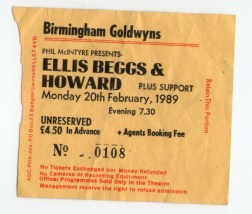 Birmingham Goldwyns
PHIL McINTYRE PRESENTS-
ELLIS BEGGS &
HOWARD PLUS SUPPORT
Monday 20th February, 1989
Evening 7.30
UNRESERVED
£4.50 In Advance + Agents Booking Fee
No 0108
No Tickets Exchanged nor Money Refunded
No Cameras or Recording Equipment
Official Programmes Sold Only in the Theatre
Management reserve the right to refuse admission
Retain This Portion